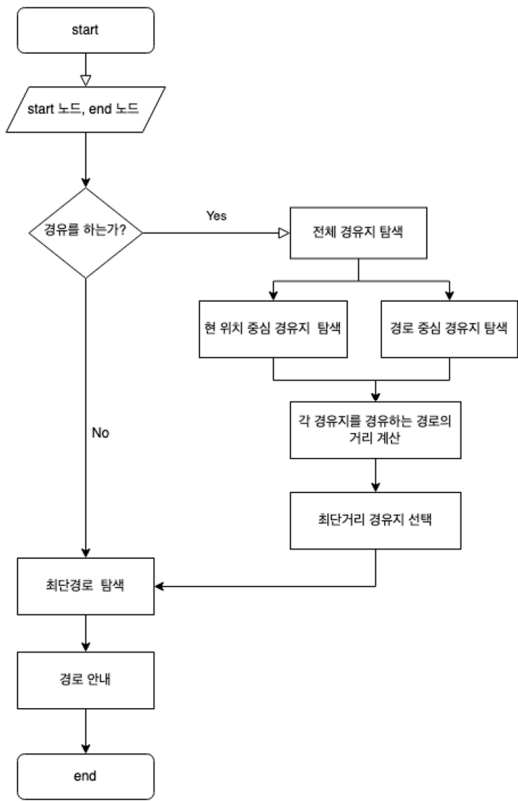 start
start 노드, end 노드
경유를 하는가?
Yes
전체 경유지 탐색
현 위치 중심 경유지 탐색
경로 중심 경유지 탐색
각 경유지를 경유하는 경로의
거리 계산
최단거리 경유지 선택
No
최단경로 탐색
경로 안내
end